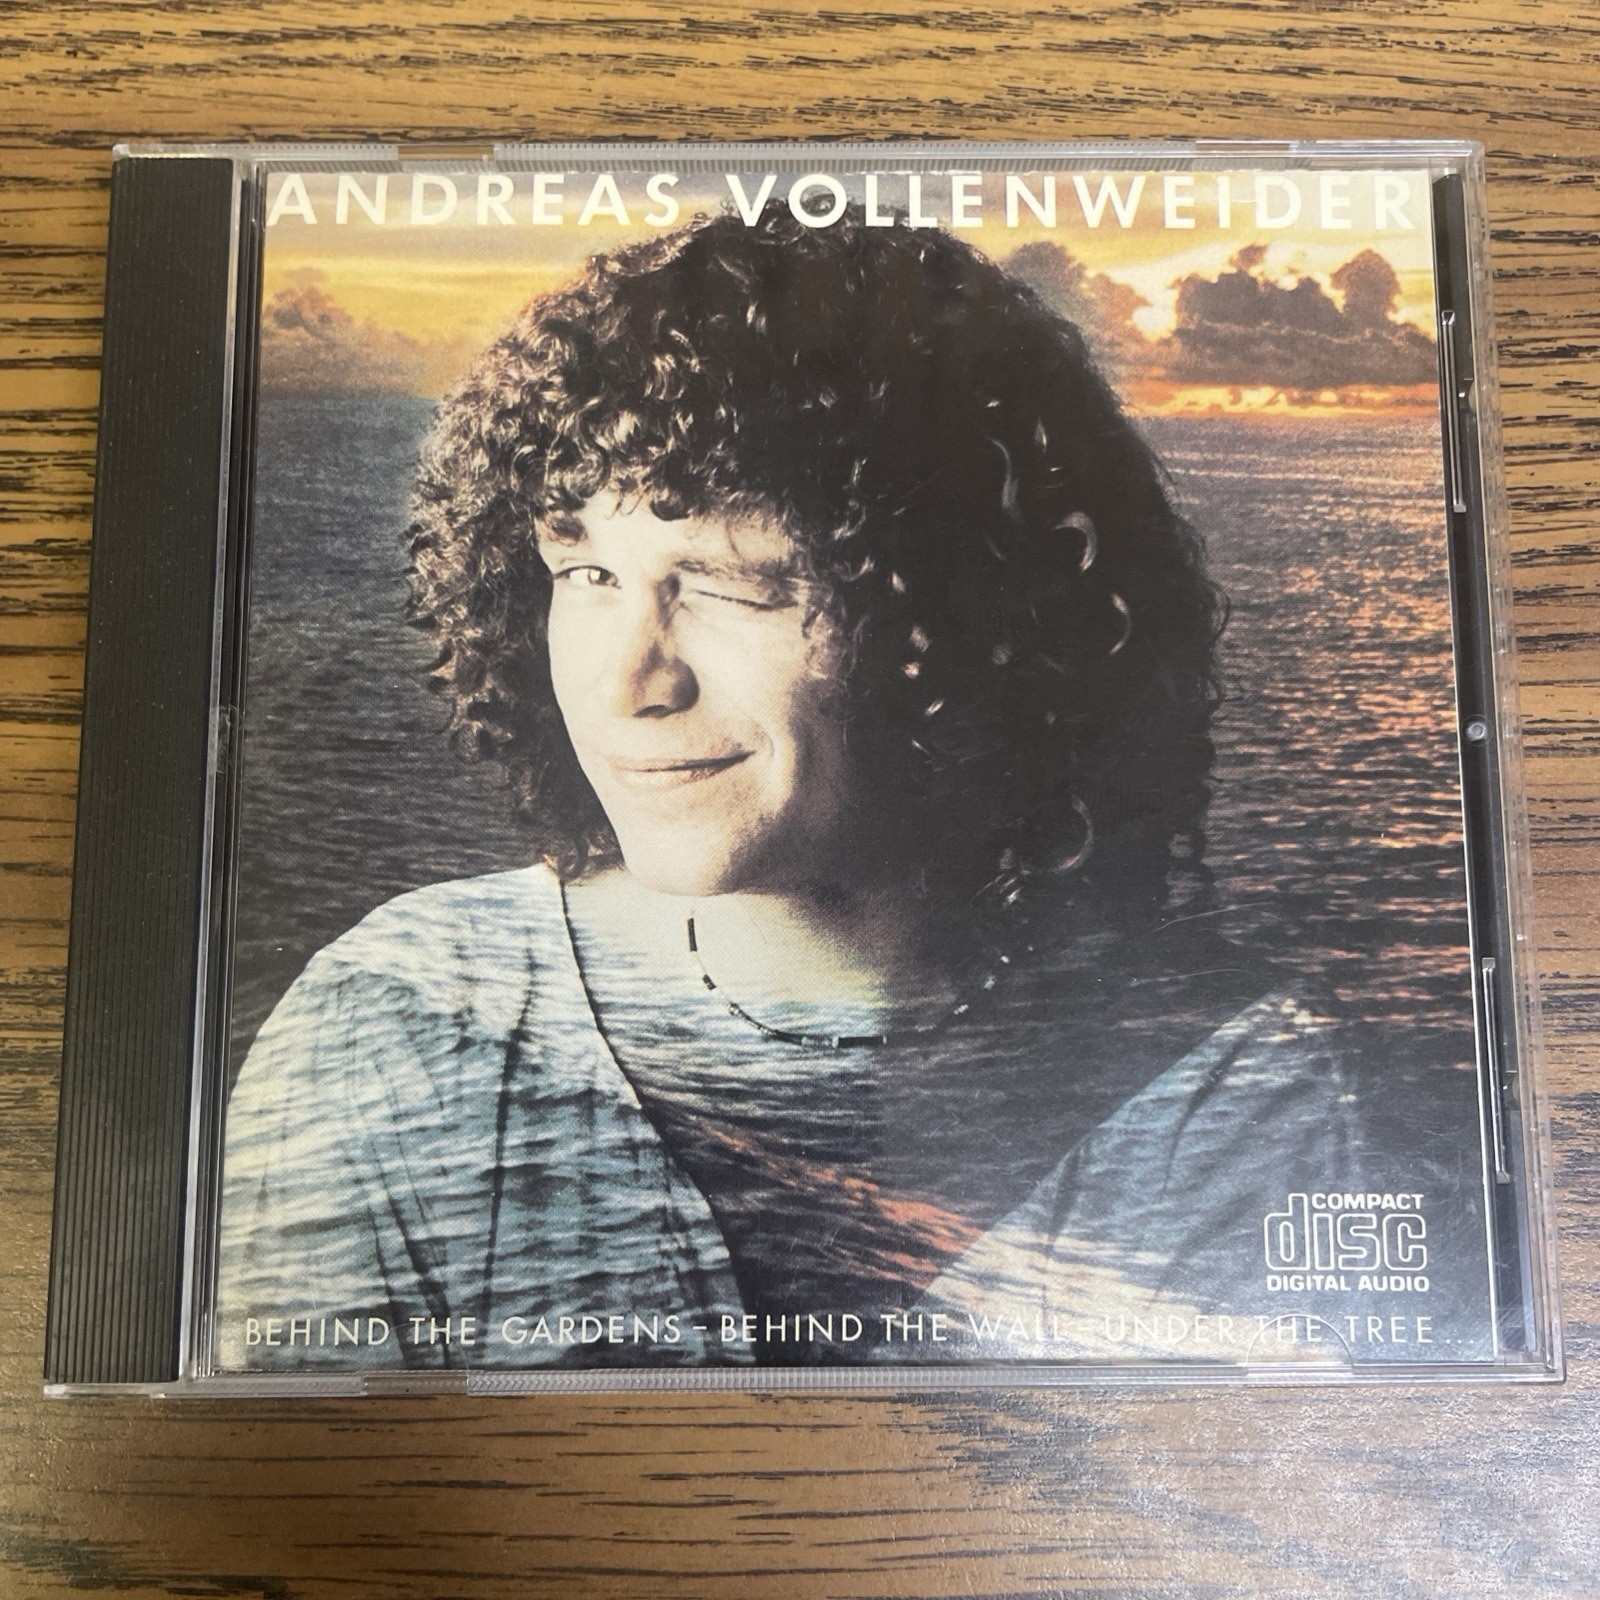 ANDREAS VOLLENWEIDER
COMPACT
disc
DIGITAL AUDIO
BEHIND THE GARDENS – BEHIND THE WALL – UNDER THE TREE...